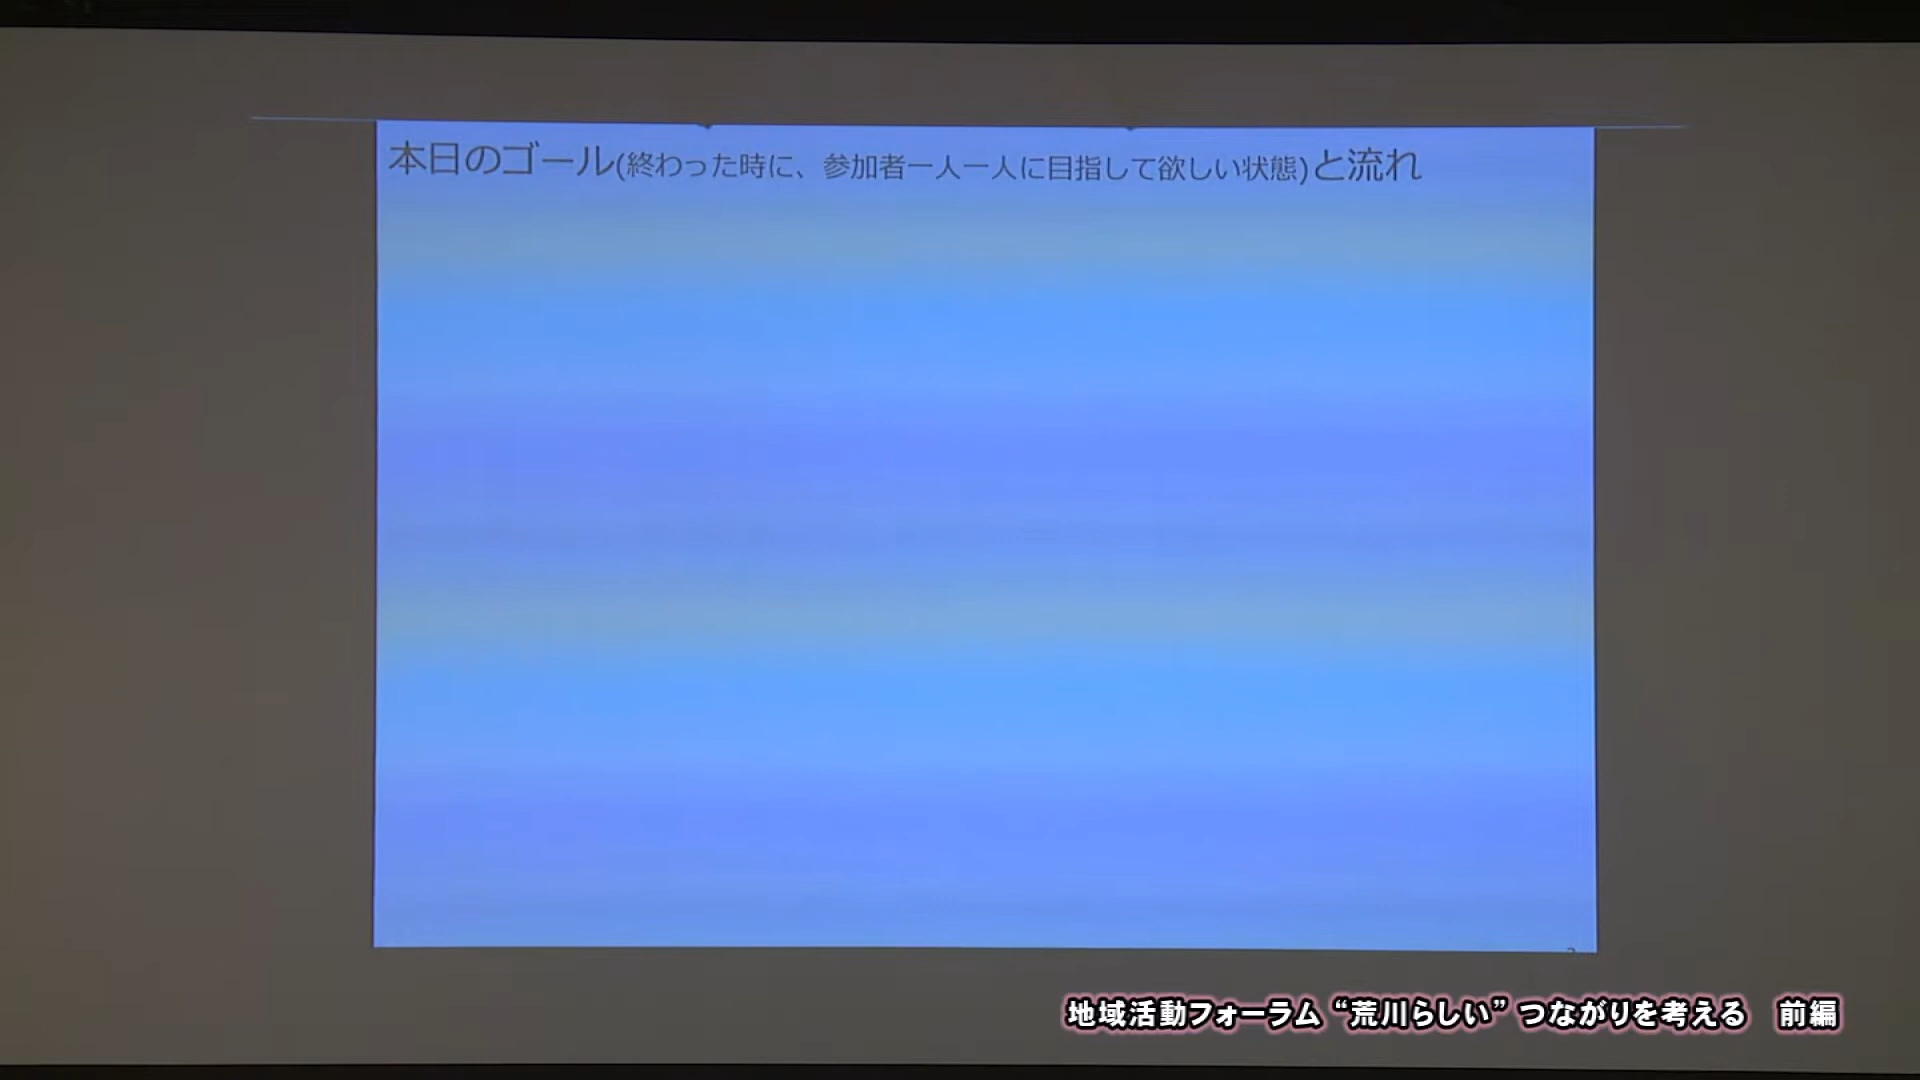 本日のゴール(終わった時に、参加者一人一人に目指して欲しい状態)と流れ
地域活動フォーラム “荒川らしい” つながりを考える　前編